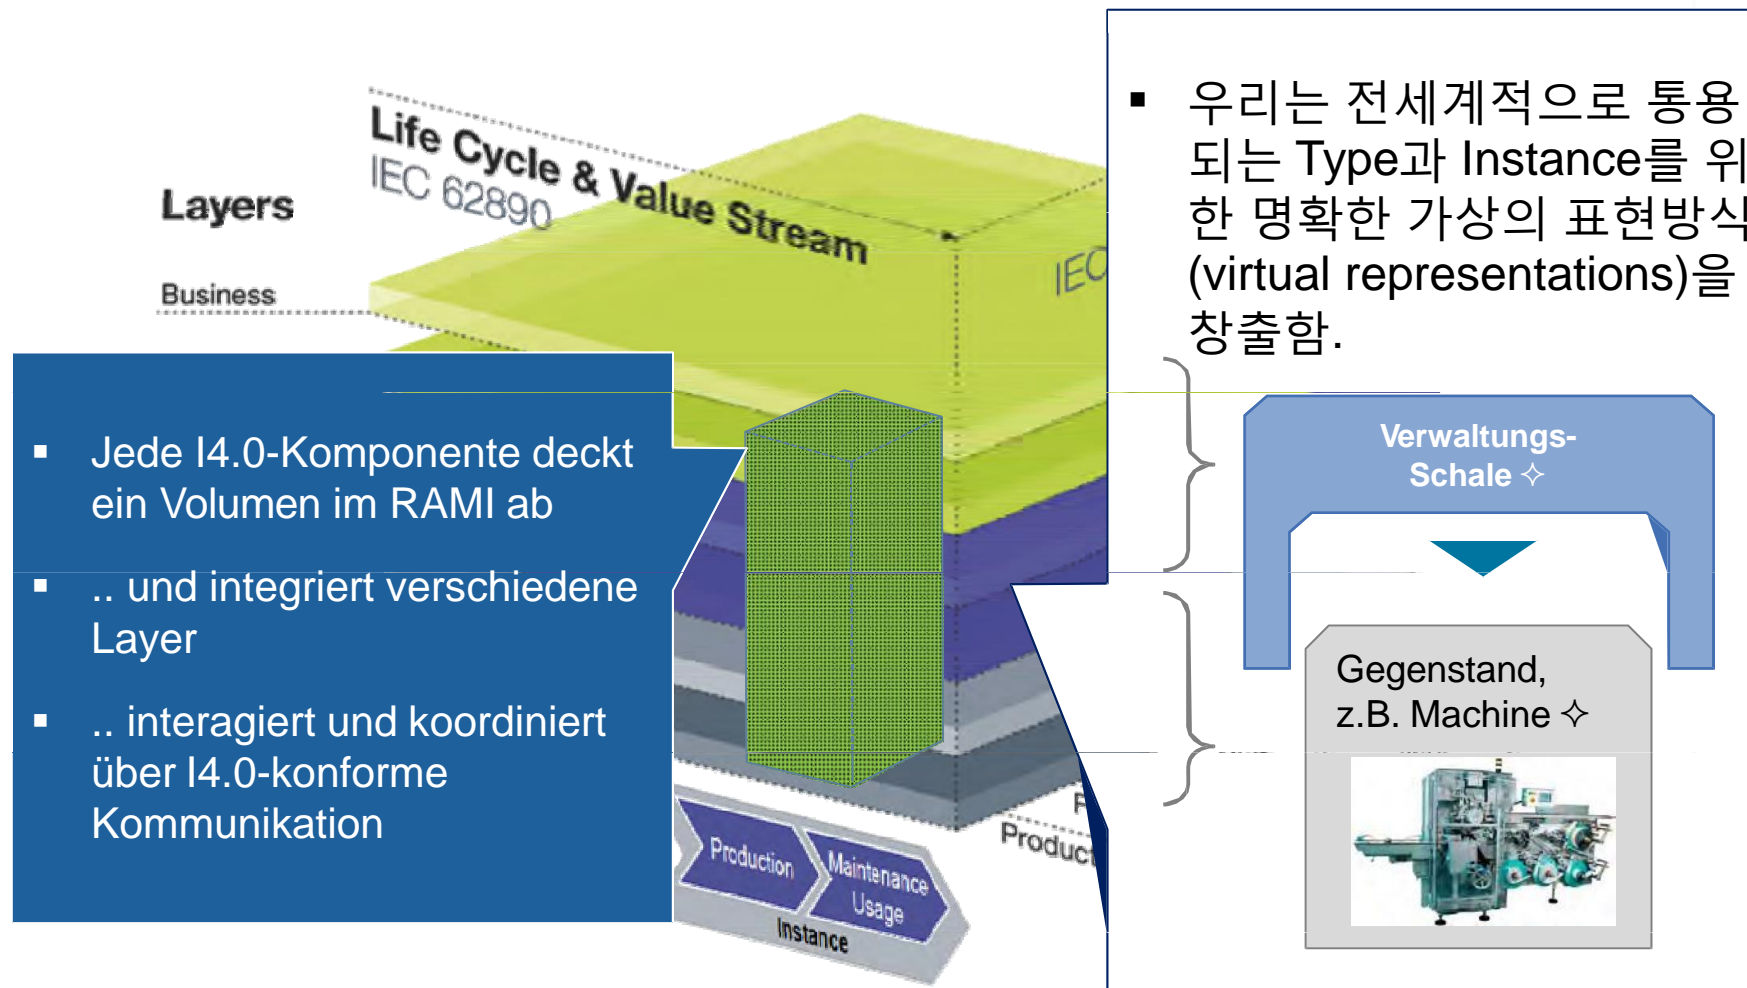 Life Cycle & Value Stream
IEC 62890
Layers
Business
IEC
▪ Jede I4.0-Komponente deckt
ein Volumen im RAMI ab
▪ .. und integriert verschiedene
Layer
▪ .. interagiert und koordiniert
über I4.0-konforme
Kommunikation
Production
Maintenance
Usage
Instance
Product
▪ 우리는 전세계적으로 통용
되는 Type과 Instance를 위
한 명확한 가상의 표현방식
(virtual representations)을
창출함.
Verwaltungs-
Schale ✧
Gegenstand,
z.B. Machine ✧